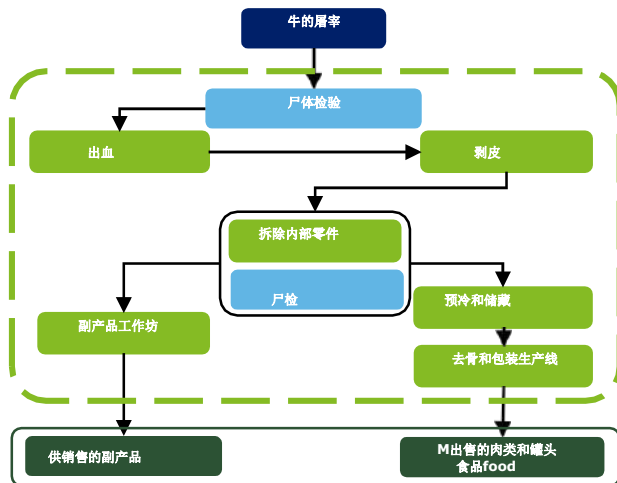 牛的屠宰
尸体检验
出血
剥皮
拆除内部零件
尸检
预冷和储藏
副产品工作坊
去骨和包装生产线
供销售的副产品
M出售的肉类和罐头
食品food